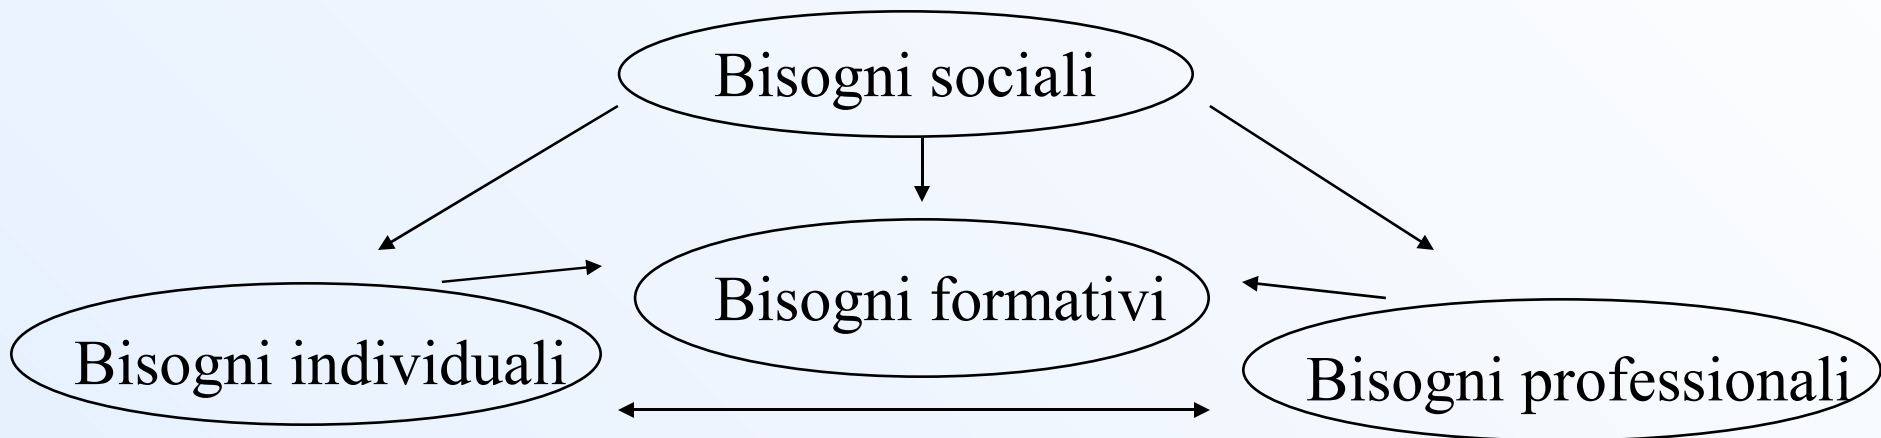 Bisogni sociali
Bisogni formativi
Bisogni individuali
Bisogni professionali